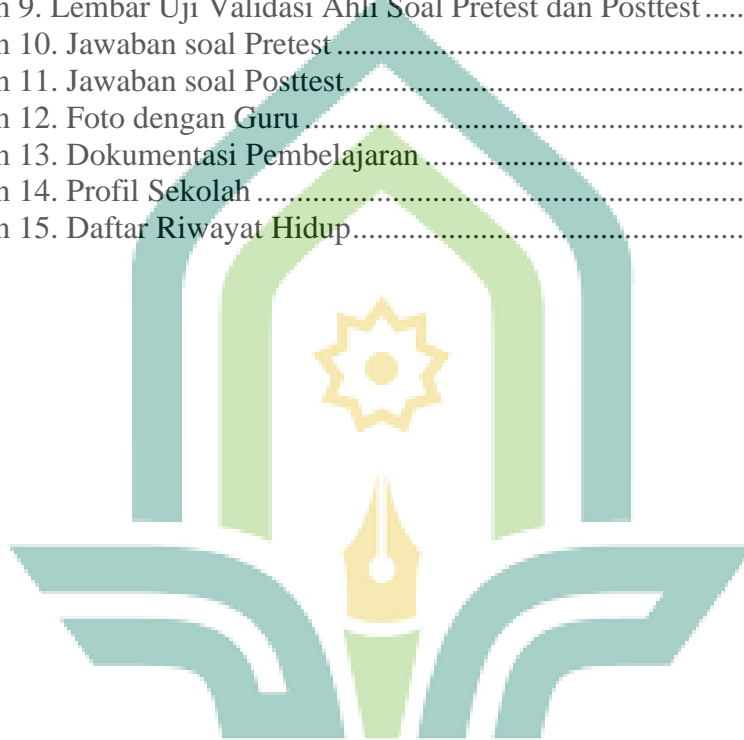 n 9. Lembar Uji Validasi Ahli Soal Pretest dan Posttest.....
n 10. Jawaban soal Pretest.....................................................
n 11. Jawaban soal Posttest....................................................
n 12. Foto dengan Guru.........................................................
n 13. Dokumentasi Pembelajaran..........................................
n 14. Profil Sekolah...............................................................
n 15. Daftar Riwayat Hidup...................................................